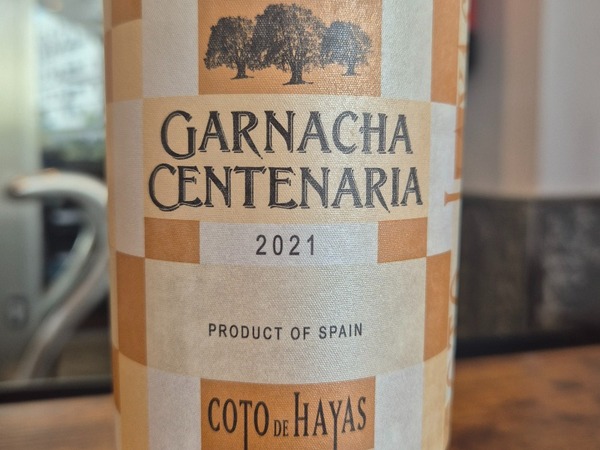 GARNACHA
CENTENARIA
2021
PRODUCT OF SPAIN
COTO DE HAYAS